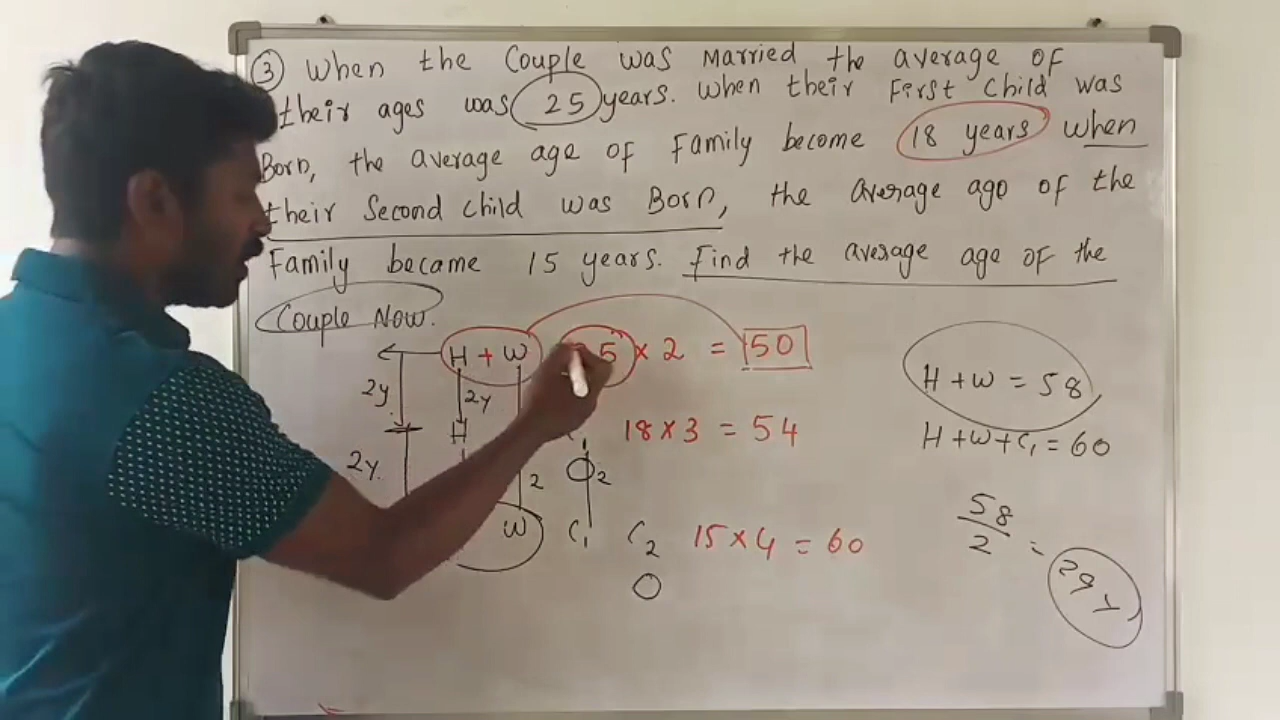 ③ When the Couple was Married the average of
their ages was 25 years. When their First Child was
Born, the average age of Family become 18 years when
their Second child was Born, the average age of the
Family became 15 years. Find the average age of the
Couple Now.
H + W 5 × 2 = 50
2y 2y
H 18 × 3 = 54
2y. 2 2
W C₁ C₂ 15 × 4 = 60
0
H + W = 58
H + W + C₁ = 60
58/2 = 29y